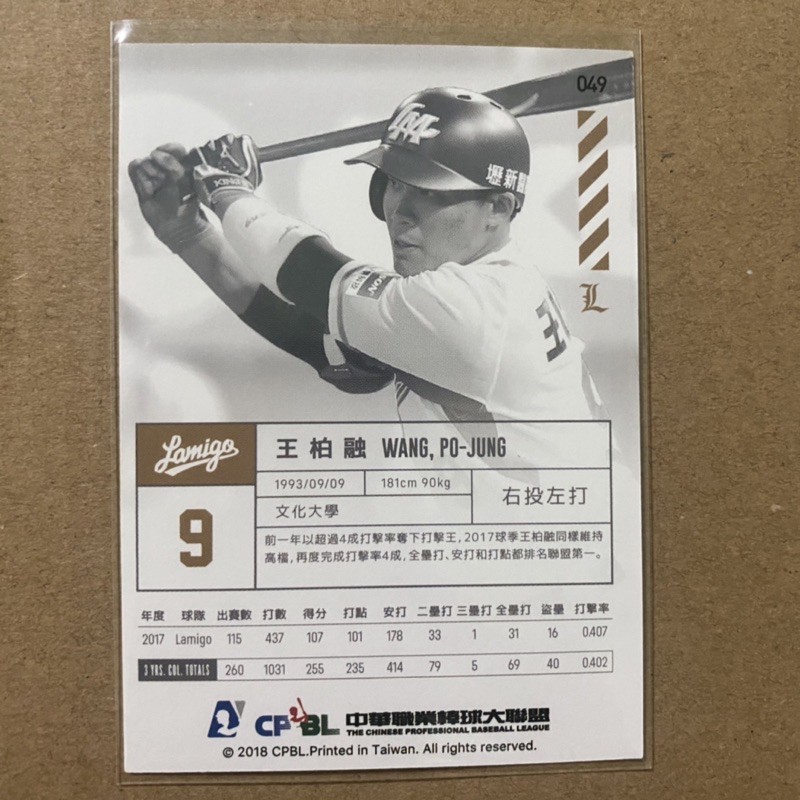 049
LM
壢新
L
王
Lamigo
9
王柏融 WANG, PO-JUNG
1993/09/09
181cm 90kg
右投左打
文化大學
前一年以超過4成打擊率奪下打擊王,2017球季王柏融同樣維持
高檔,再度完成打擊率4成,全壘打、安打和打點都排名聯盟第一。
年度 球隊 出賽數 打數 得分 打點 安打 二壘打 三壘打 全壘打 盜壘 打擊率
2017 Lamigo 115 437 107 101 178 33 1 31 16 0.407
3 YRS. COL. TOTALS 260 1031 255 235 414 79 5 69 40 0.402
CPBL 中華職業棒球大聯盟
THE CHINESE PROFESSIONAL BASEBALL LEAGUE
© 2018 CPBL.Printed in Taiwan. All rights reserved.